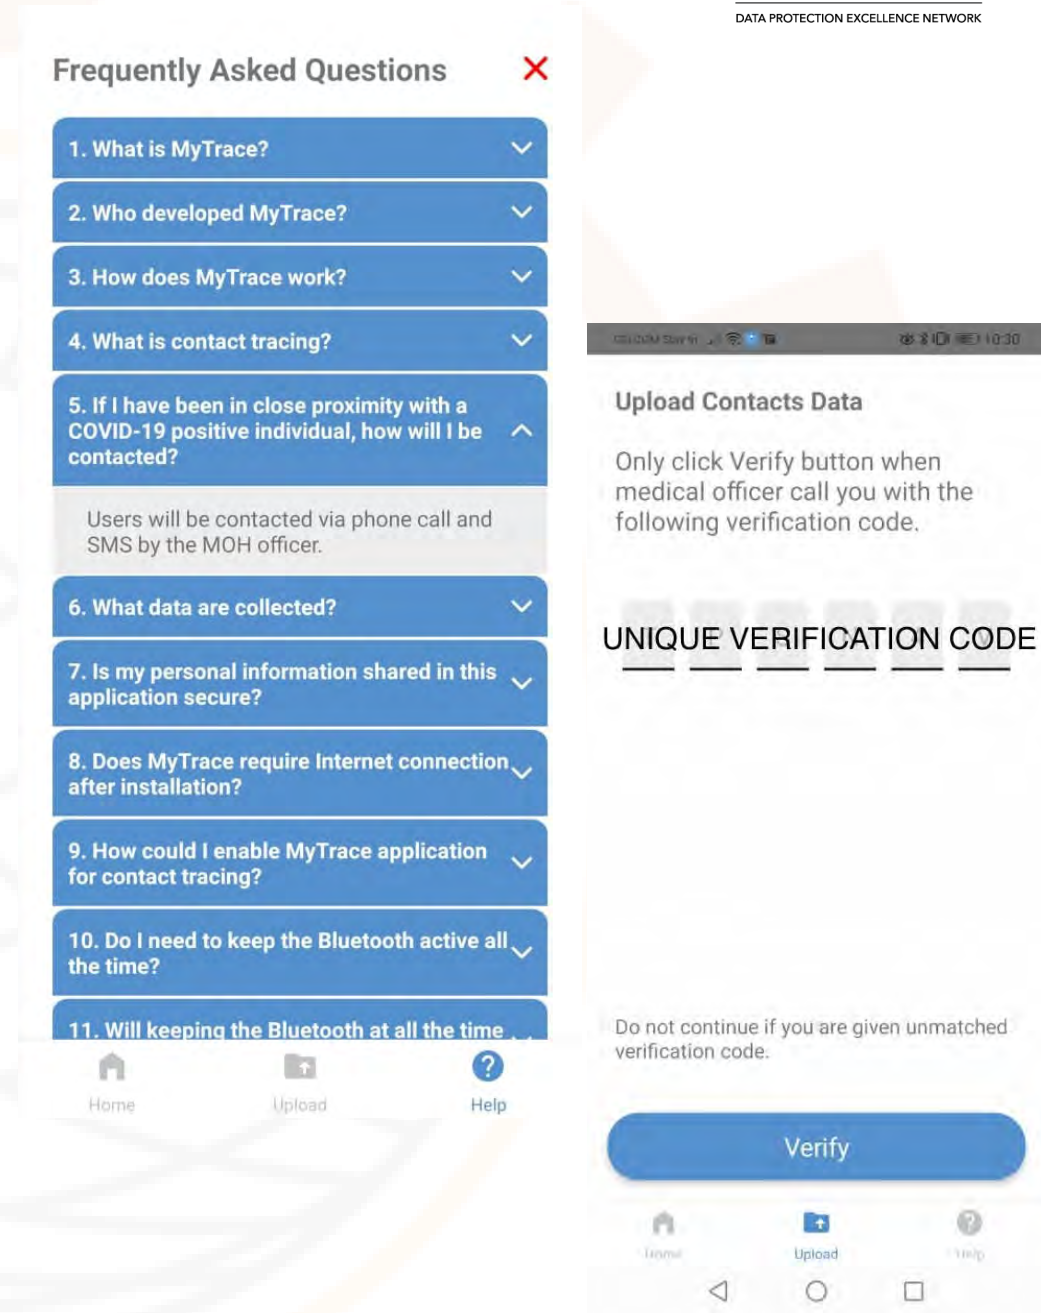 DATA PROTECTION EXCELLENCE NETWORK
Frequently Asked Questions
1. What is MyTrace?
2. Who developed MyTrace?
3. How does MyTrace work?
4. What is contact tracing?
5. If I have been in close proximity with a
COVID-19 positive individual, how will I be
contacted?
Users will be contacted via phone call and
SMS by the MOH officer.
6. What data are collected?
7. Is my personal information shared in this
application secure?
8. Does MyTrace require Internet connection
after installation?
9. How could I enable MyTrace application
for contact tracing?
10. Do I need to keep the Bluetooth active all
the time?
11. Will keeping the Bluetooth at all the time
Home
Upload
Help
10:30
Upload Contacts Data
Only click Verify button when
medical officer call you with the
following verification code.
UNIQUE VERIFICATION CODE
Do not continue if you are given unmatched
verification code.
Verify
Home
Upload
Help